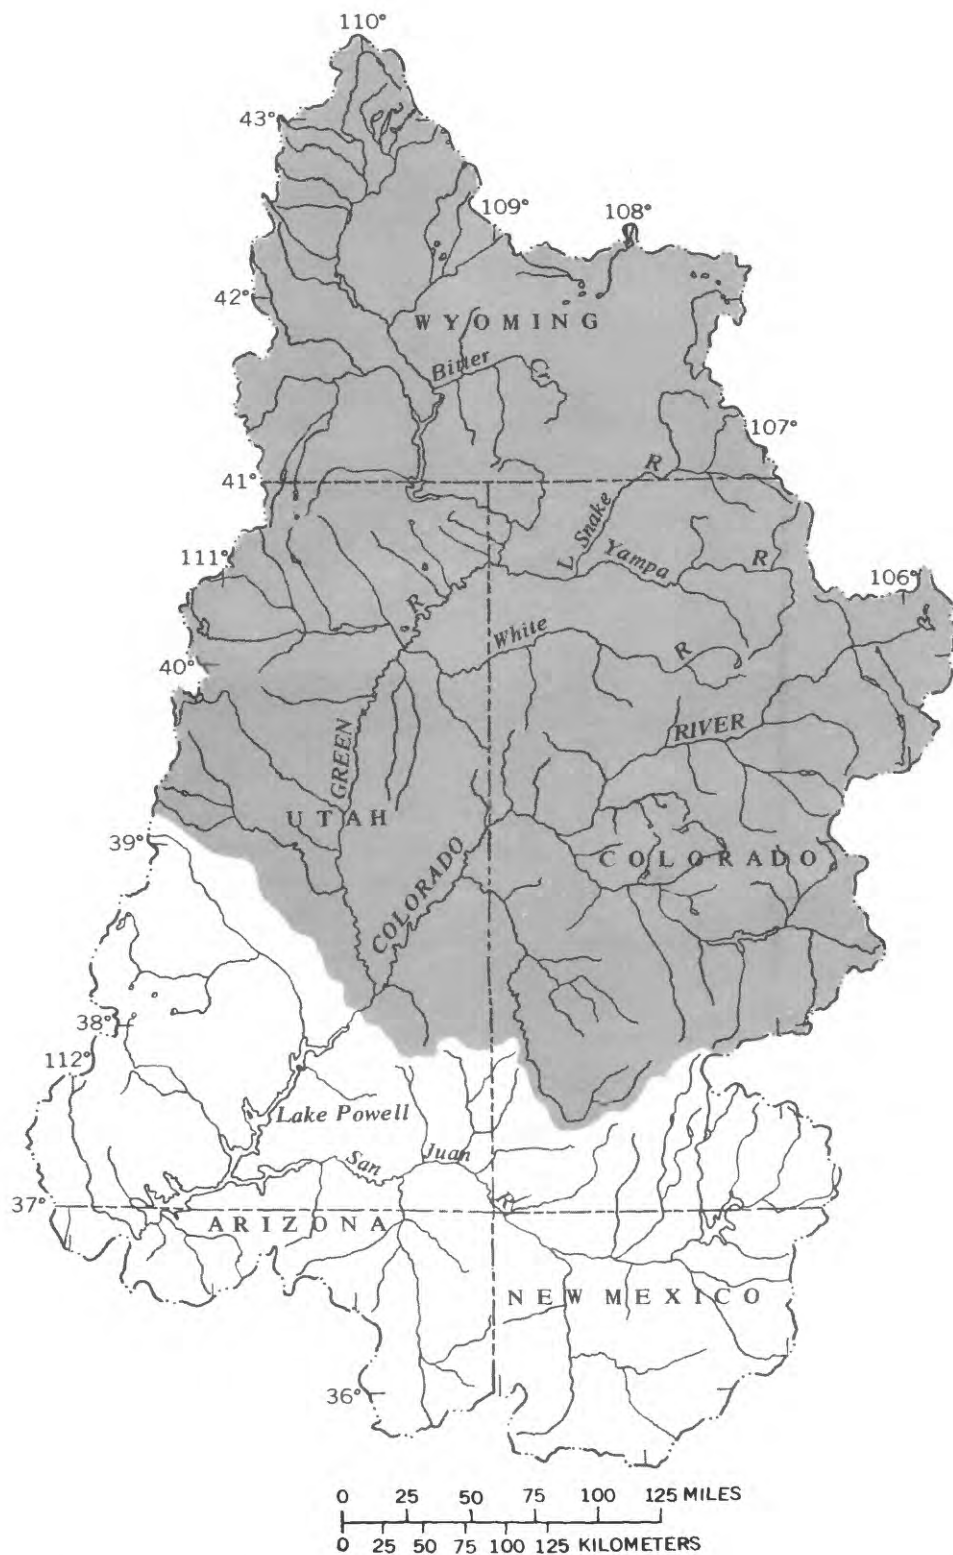 110°
43°
109°
108°
42°
WYOMING
Bitter Cr
107°
41°
R
L Snake
Yampa R
111°
106°
R
White R
40°
GREEN
RIVER
UTAH
39°
COLORADO
COLORADO
38°
112°
Lake Powell
San Juan R
37°
ARIZONA
NEW MEXICO
36°
0 25 50 75 100 125 MILES
0 25 50 75 100 125 KILOMETERS